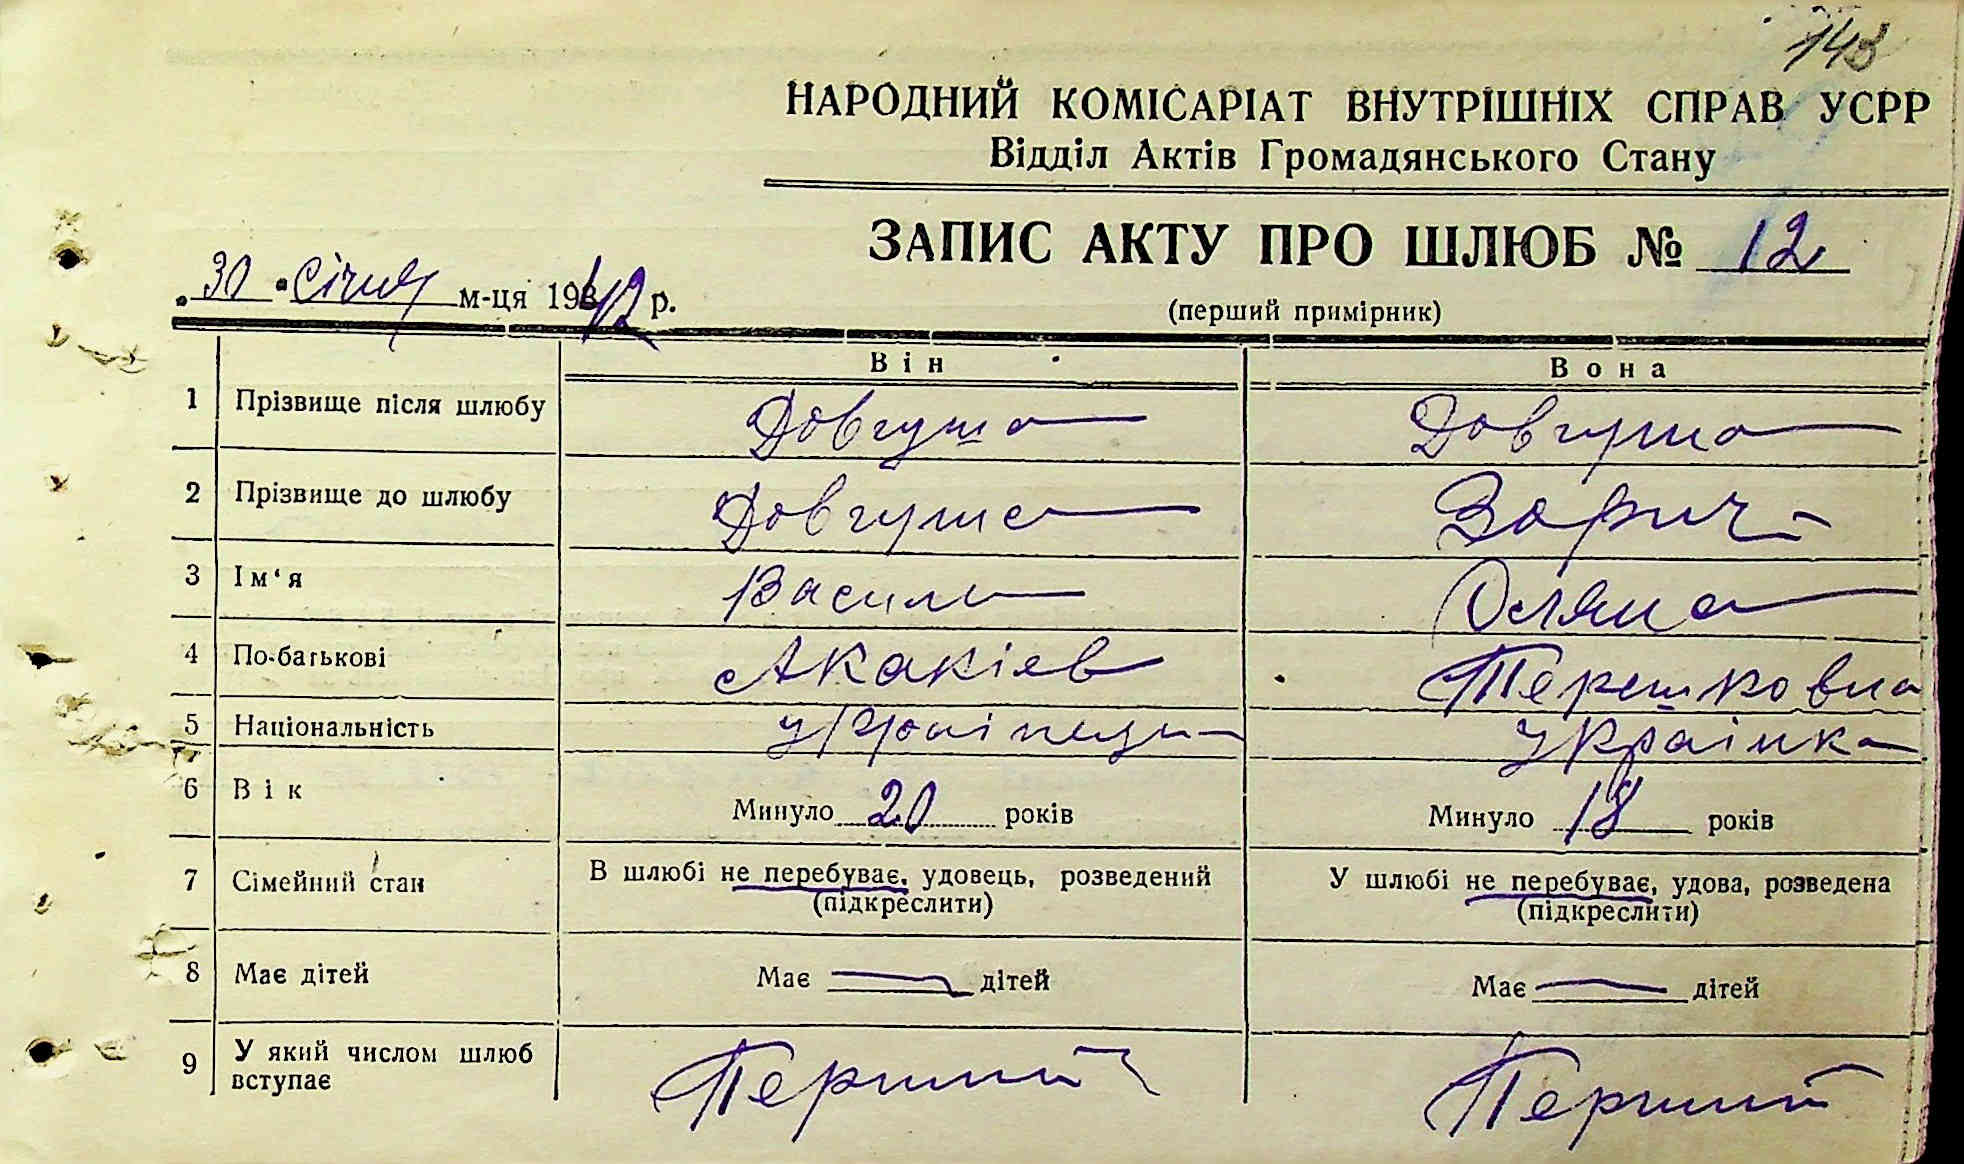 148
НАРОДНИЙ КОМІСАРІАТ ВНУТРІШНІХ СПРАВ УСРР
Відділ Актів Громадянського Стану
ЗАПИС АКТУ ПРО ШЛЮБ № 12
(перший примірник)
„30“ січня м-ця 1942 р.
Він Вона
1 Прізвище після шлюбу Довгуша Довгуша
2 Прізвище до шлюбу Довгуша Зорич
3 Ім‘я Василь Оляна
4 По-батькові Акакієв Терешковна
5 Національність українець українка
6 Вік Минуло 20 років Минуло 18 років
7 Сімейний стан В шлюбі не перебуває, удовець, розведений У шлюбі не перебуває, удова, розведена
(підкреслити) (підкреслити)
8 Має дітей Має — дітей Має — дітей
9 У який числом шлюб
вступає Перший Перший